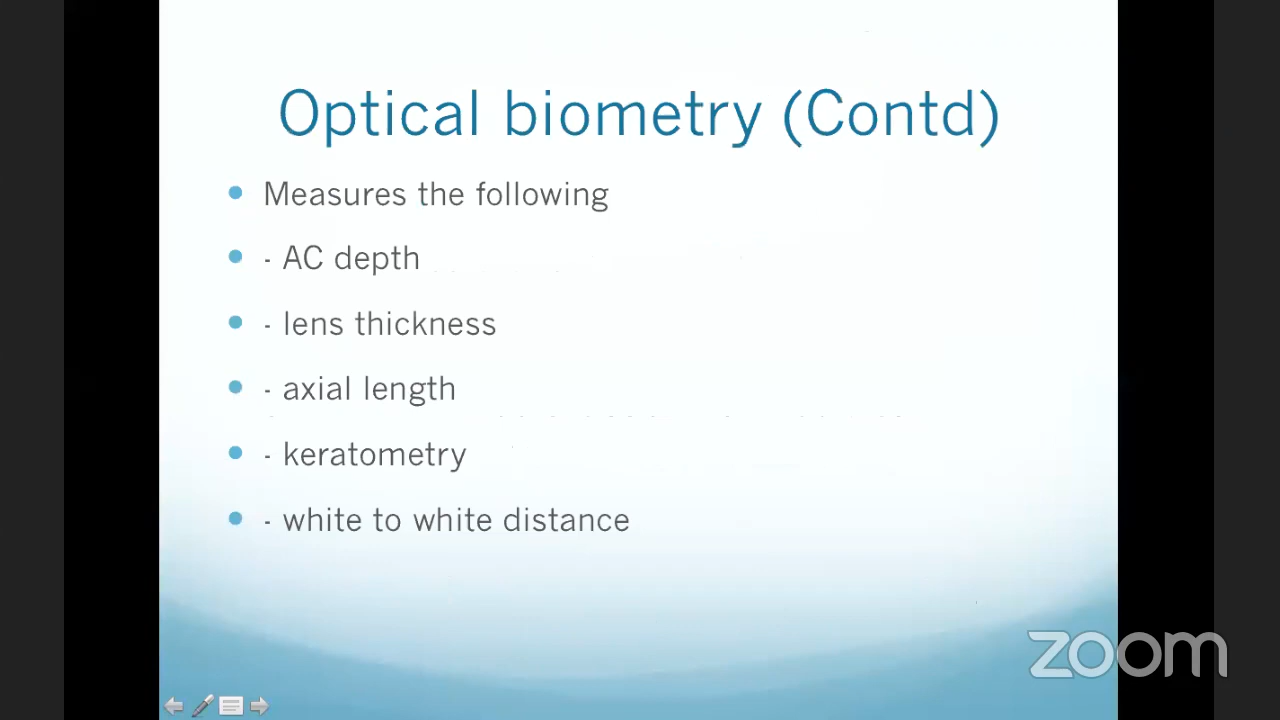 Optical biometry (Contd)
Measures the following
- AC depth
- lens thickness
- axial length
- keratometry
- white to white distance
zoom